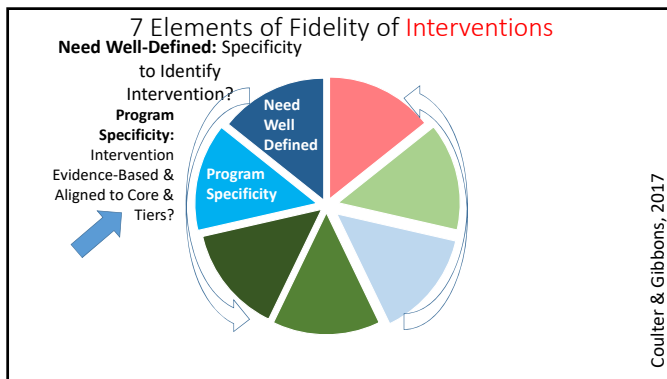 7 Elements of Fidelity of Interventions
Need Well-Defined: Specificity
to Identify
Intervention?
Program
Specificity:
Intervention
Evidence-Based &
Aligned to Core &
Tiers?
Need
Well
Defined
Program
Specificity
Coulter & Gibbons, 2017